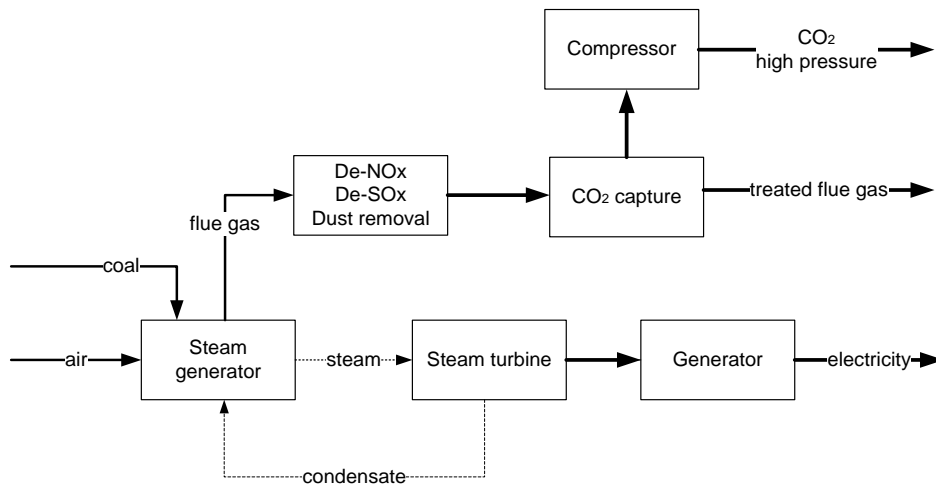 Compressor
CO₂
high pressure
De-NOx
De-SOx
Dust removal
CO₂ capture
treated flue gas
flue gas
coal
air
Steam
generator
steam
Steam turbine
Generator
electricity
condensate